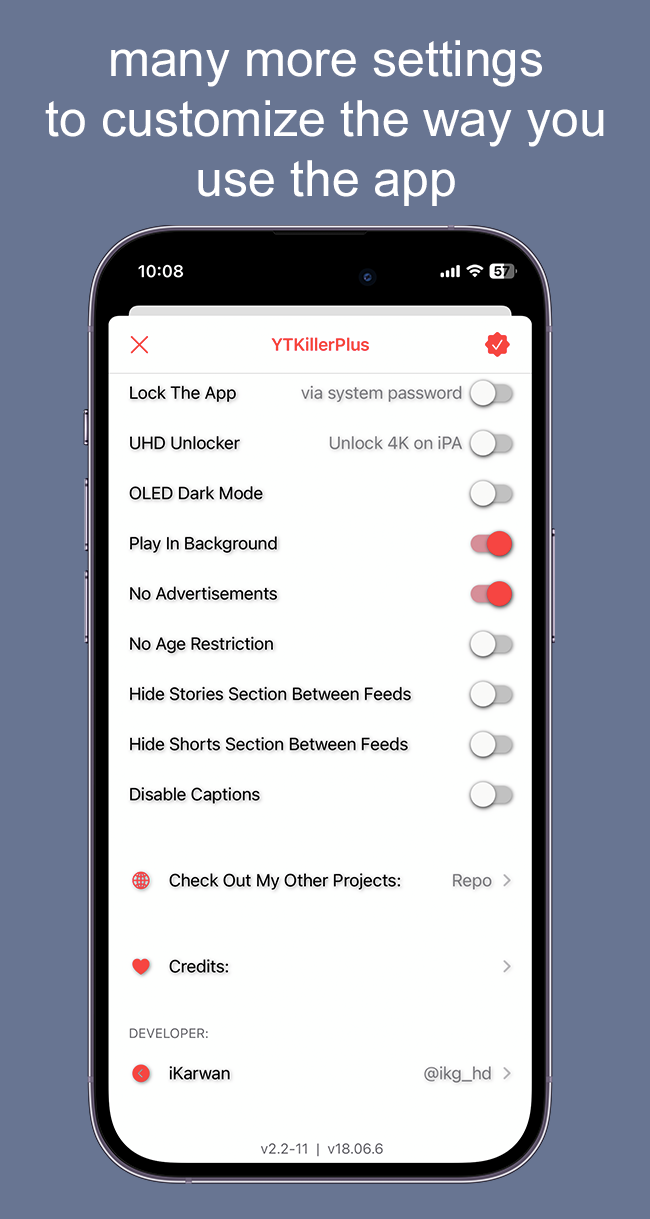 many more settings
to customize the way you
use the app
10:08
57
YTKillerPlus
Lock The App via system password
UHD Unlocker Unlock 4K on iPA
OLED Dark Mode
Play In Background
No Advertisements
No Age Restriction
Hide Stories Section Between Feeds
Hide Shorts Section Between Feeds
Disable Captions
Check Out My Other Projects: Repo
Credits:
DEVELOPER:
iKarwan @ikg_hd
v2.2-11 | v18.06.6